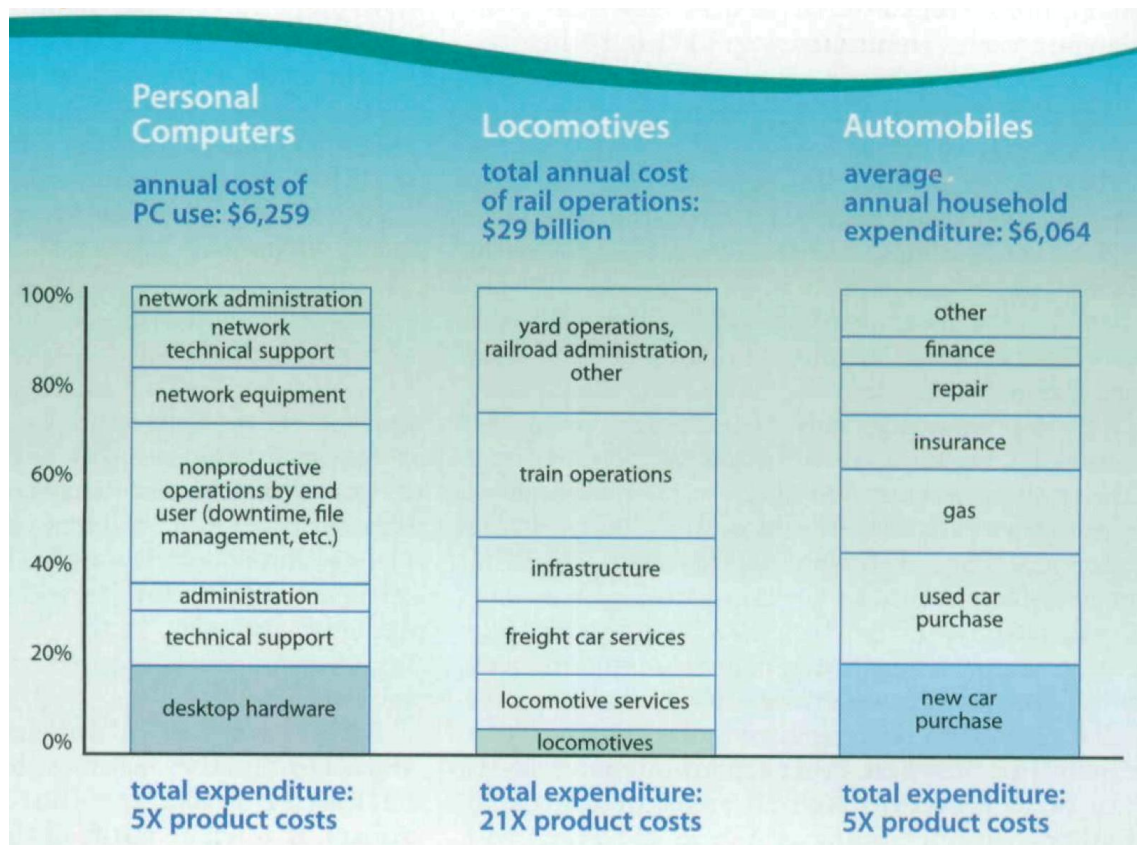 Personal
Computers
annual cost of
PC use: $6,259
Locomotives
total annual cost
of rail operations:
$29 billion
Automobiles
average
annual household
expenditure: $6,064
100%
80%
60%
40%
20%
0%
network administration
network
technical support
network equipment
nonproductive
operations by end
user (downtime, file
management, etc.)
administration
technical support
desktop hardware
yard operations,
railroad administration,
other
train operations
infrastructure
freight car services
locomotive services
locomotives
other
finance
repair
insurance
gas
used car
purchase
new car
purchase
total expenditure:
5X product costs
total expenditure:
21X product costs
total expenditure:
5X product costs